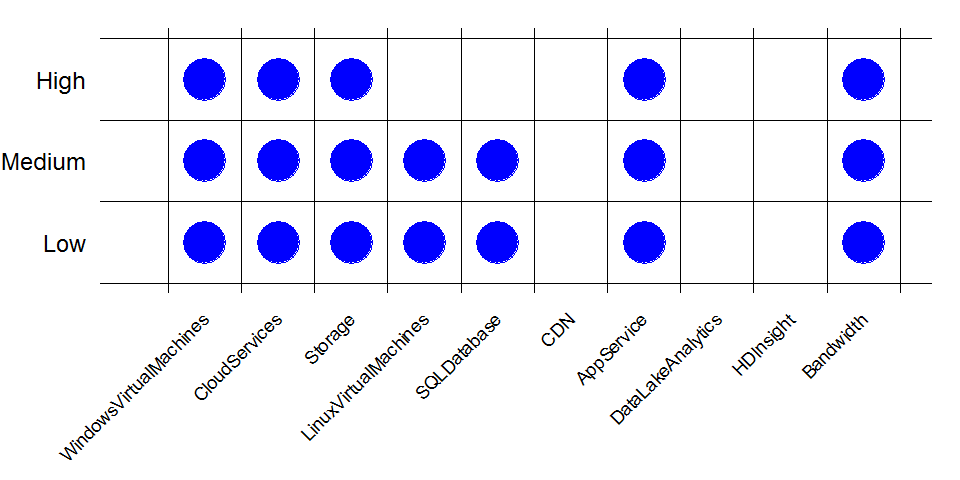 High
Medium
Low
WindowsVirtualMachines
CloudServices
Storage
LinuxVirtualMachines
SQLDatabase
CDN
AppService
DataLakeAnalytics
HDInsight
Bandwidth